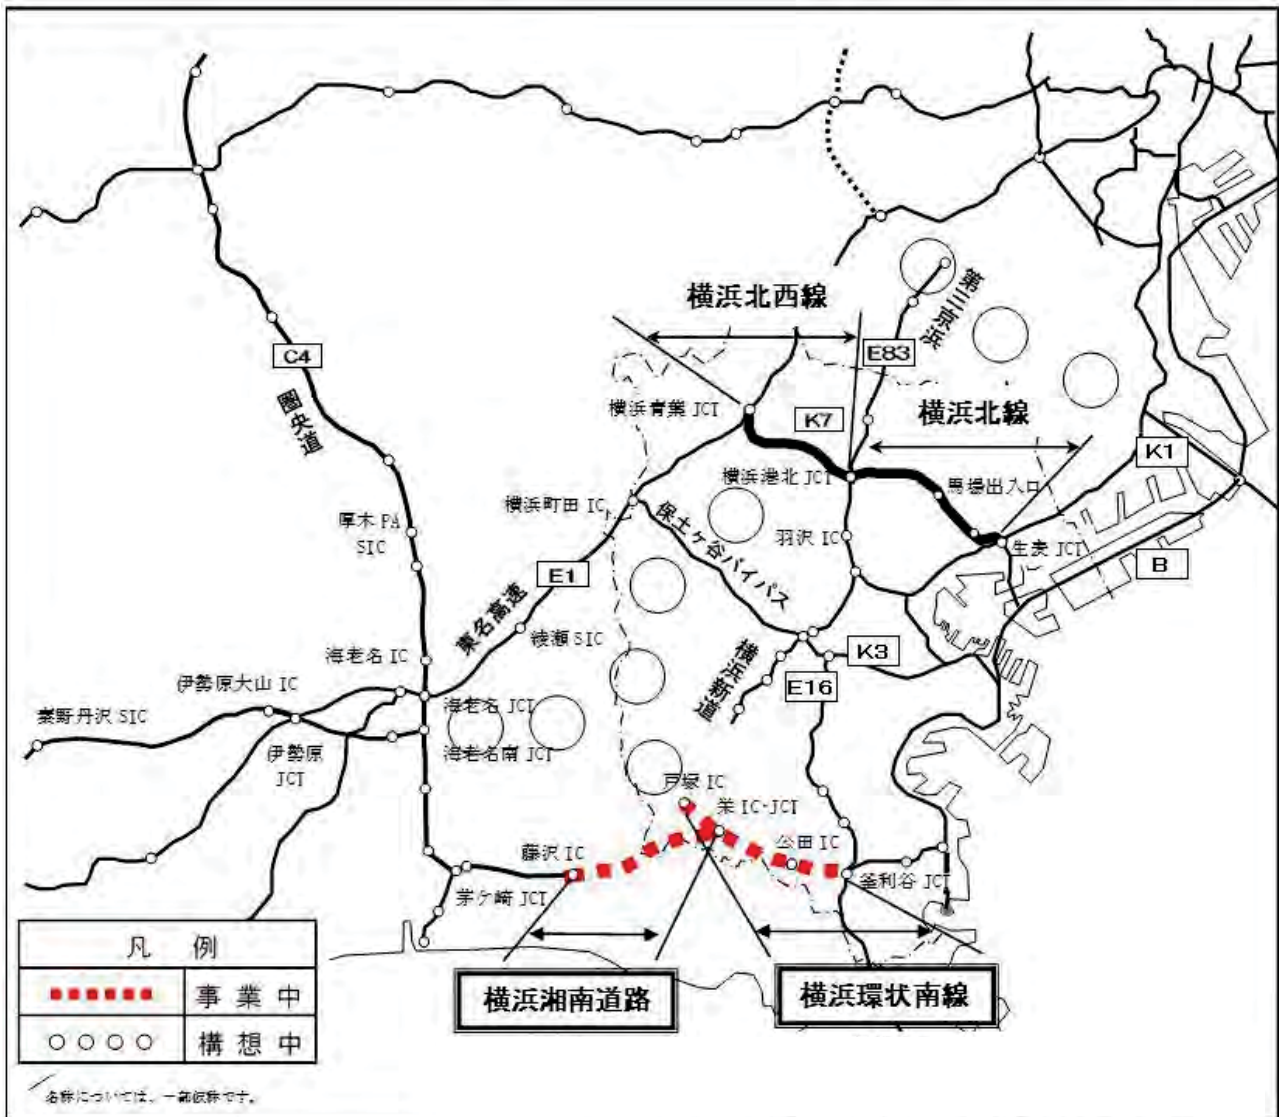 横浜北西線
第三京浜
E83
C4
圏央道
横浜青葉 JCT
K7
横浜北線
K1
横浜港北 JCT
馬場出入口
横浜町田 IC
厚木 PA
SIC
保土ヶ谷バイパス
羽沢 IC
生麦 JCT
B
E1
東名高速
綾瀬 SIC
横浜新道
K3
E16
海老名 IC
伊勢原大山 IC
秦野丹沢 SIC
海老名 JCT
伊勢原
JCT
海老名南 JCT
戸塚 IC
栄 IC・JCT
公田 IC
藤沢 IC
釜利谷 JCT
茅ケ崎 JCT
凡例
事業中
構想中
横浜湘南道路
横浜環状南線
名称については、一部仮称です。